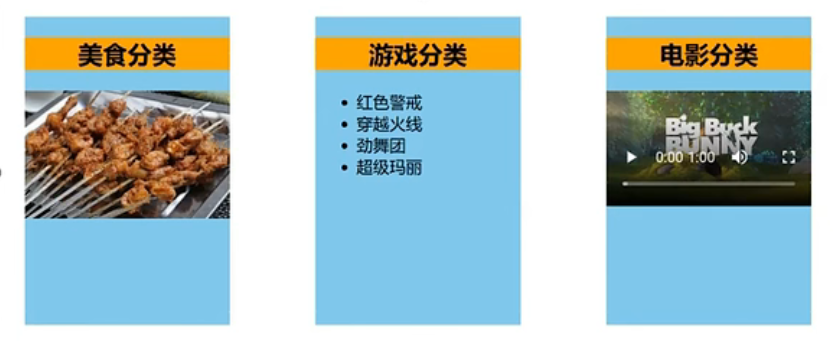 美食分类
游戏分类
红色警戒
穿越火线
劲舞团
超级玛丽
电影分类
Big Buck
BUNNY
0:00 1:00